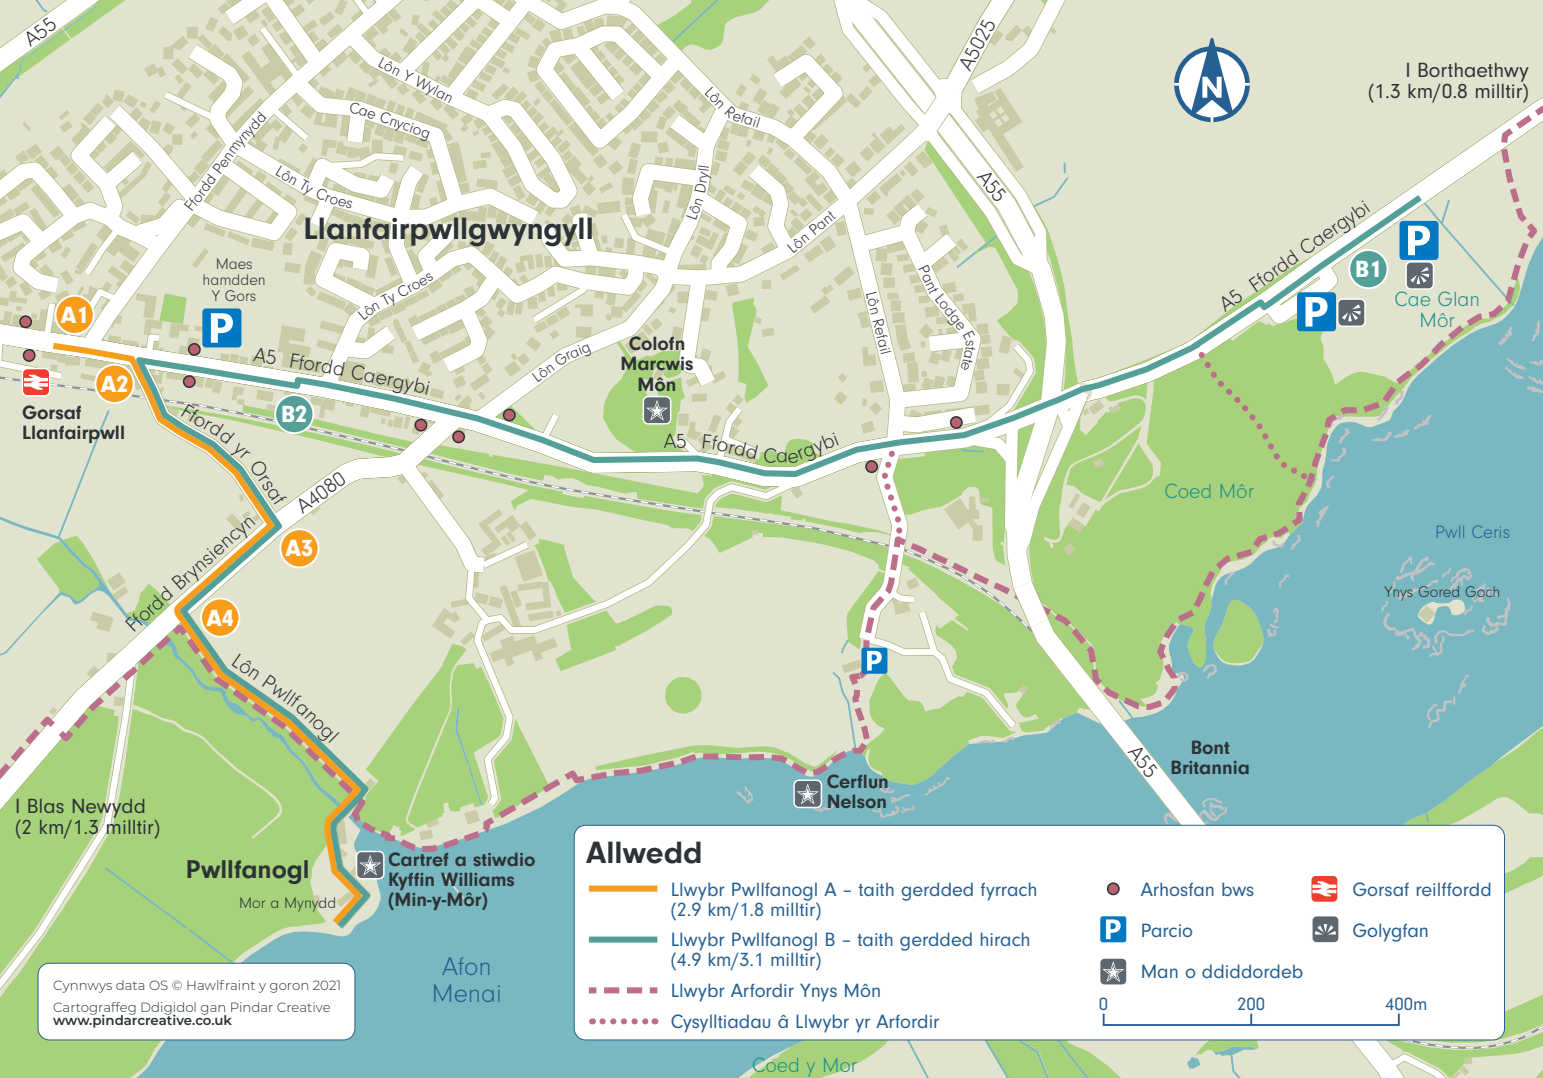 A55
A5025
N
I Borthaethwy
(1.3 km/0.8 milltir)
Lôn Y Wylan
Cae Cnyciog
Lôn Refail
Ffordd Penmynydd
Lôn Ty Croes
Lôn Dryll
A55
Llanfairpwllgwyngyll
Lôn Pant
Maes
hamdden
Y Gors
P
Lôn Ty Croes
Lôn Refail
Pant Lodge Estate
A5 Ffordd Caergybi
P
B1
P
Cae Glan
Môr
A1
A2
A5 Ffordd Caergybi
Lôn Graig
Colofn
Marcwis
Môn
B2
Gorsaf
Llanfairpwll
Ffordd yr Orsaf
A5 Ffordd Caergybi
A4080
Coed Môr
Pwll Ceris
Ffordd Brynsiencyn
A3
Ynys Gored Goch
A4
Lôn Pwllfanogl
P
A55
Bont
Britannia
Cerflun
Nelson
I Blas Newydd
(2 km/1.3 milltir)
Pwllfanogl
Mor a Mynydd
Cartref a stiwdio
Kyffin Williams
(Min-y-Môr)
Afon
Menai
Coed y Mor
Allwedd
Llwybr Pwllfanogl A – taith gerdded fyrrach
(2.9 km/1.8 milltir)
Llwybr Pwllfanogl B – taith gerdded hirach
(4.9 km/3.1 milltir)
Llwybr Arfordir Ynys Môn
Cysylltiadau â Llwybr yr Arfordir
Arhosfan bws
P Parcio
Man o ddiddordeb
Gorsaf reilffordd
Golygfan
0 200 400m
Cynnwys data OS © Hawlfraint y goron 2021
Cartograffeg Ddigidol gan Pindar Creative
www.pindarcreative.co.uk